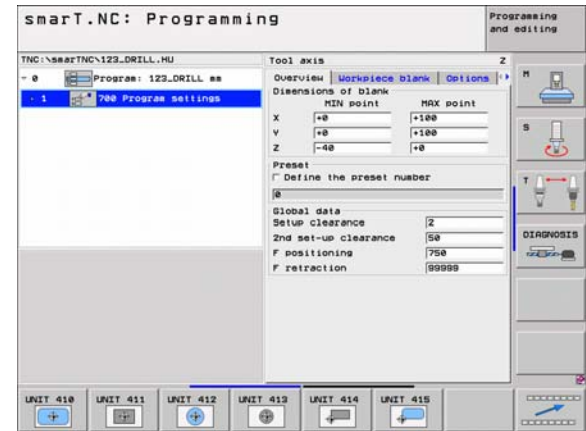 smarT.NC: Programming
Programming and editing
TNC:\smarTNC\123_DRILL.HU
Tool axis Z
- 0 Program: 123_DRILL mm
Overview Workpiece blank Options
- 1 700 Program settings
Dimensions of blank
MIN point MAX point
X +0 +100
Y +0 +100
Z -40 +0
Preset
Define the preset number
0
Global data
Setup clearance 2
2nd set-up clearance 50
F positioning 750
F retraction 99999
M
S
T
DIAGNOSIS
UNIT 410 UNIT 411 UNIT 412 UNIT 413 UNIT 414 UNIT 415